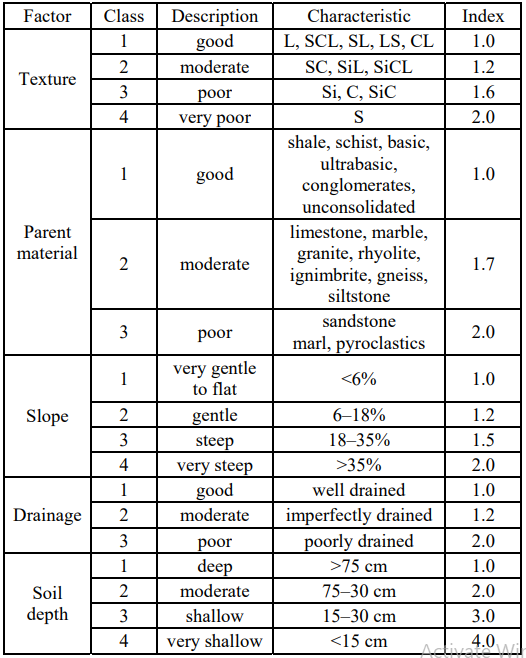 Factor Class Description Characteristic Index
Texture
1 good L, SCL, SL, LS, CL 1.0
2 moderate SC, SiL, SiCL 1.2
3 poor Si, C, SiC 1.6
4 very poor S 2.0
Parent
material
1 good
shale, schist, basic,
ultrabasic,
conglomerates,
unconsolidated
1.0
2 moderate
limestone, marble,
granite, rhyolite,
ignimbrite, gneiss,
siltstone
1.7
3 poor
sandstone
marl, pyroclastics
2.0
Slope
1
very gentle
to flat
<6% 1.0
2 gentle 6–18% 1.2
3 steep 18–35% 1.5
4 very steep >35% 2.0
Drainage
1 good well drained 1.0
2 moderate imperfectly drained 1.2
3 poor poorly drained 2.0
Soil
depth
1 deep >75 cm 1.0
2 moderate 75–30 cm 2.0
3 shallow 15–30 cm 3.0
4 very shallow <15 cm 4.0
Activate Wir